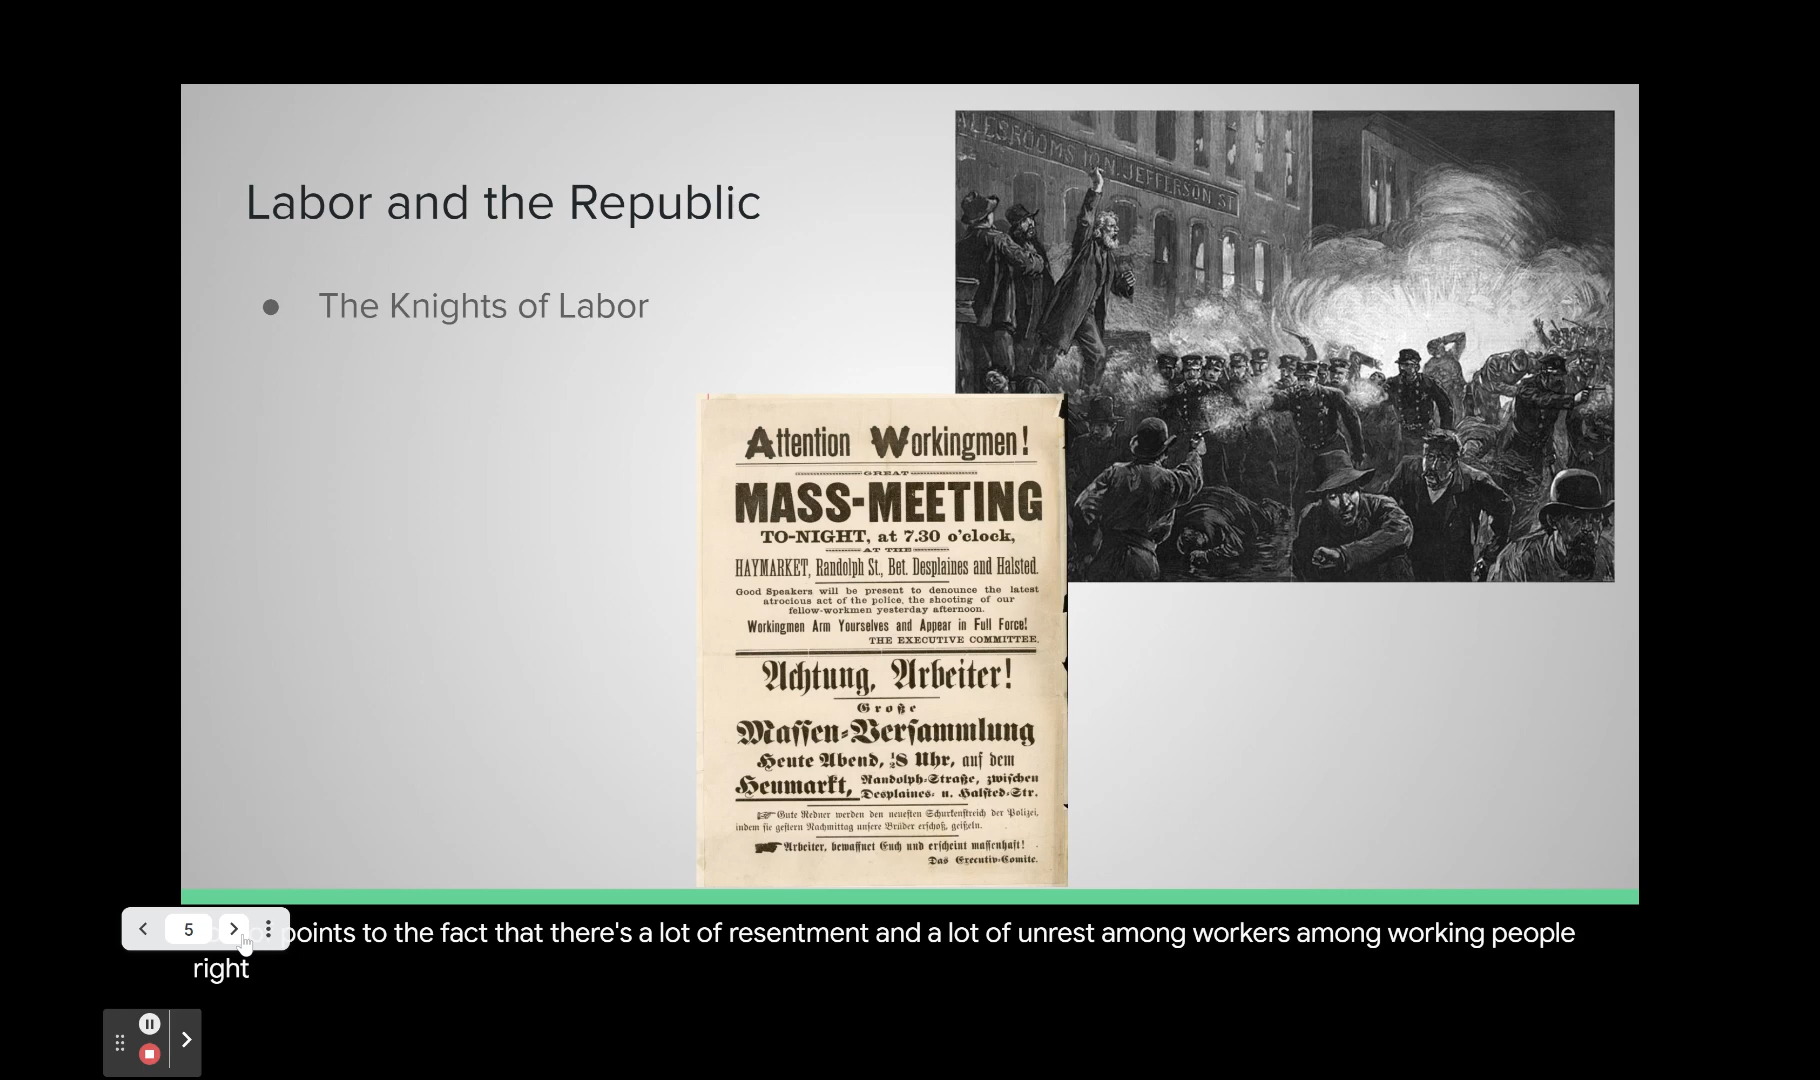 ALESROOMS 10 N. JEFFERSON ST
Labor and the Republic
● The Knights of Labor
Attention Workingmen!
GREAT
MASS-MEETING
TO-NIGHT, at 7.30 o'clock,
AT THE
HAYMARKET, Randolph St., Bet. Desplaines and Halsted.
Good Speakers will be present to denounce the latest
atrocious act of the police, the shooting of our
fellow-workmen yesterday afternoon.
Workingmen Arm Yourselves and Appear in Full Force!
THE EXECUTIVE COMMITTEE.
Achtung, Arbeiter!
Große
Massen-Versammlung
Heute Abend, ½8 Uhr, auf dem
Heumarkt, Randolph-Straße, zwischen
Desplaines- u. Halsted-Str.
Gute Redner werden den neuesten Schurkenstreich der Polizei,
indem sie gestern Nachmittag unsere Brüder erschoß, geißeln.
Arbeiter, bewaffnet Euch und erscheint massenhaft!
Das Executiv-Comite.
5
points to the fact that there's a lot of resentment and a lot of unrest among workers among working people
right